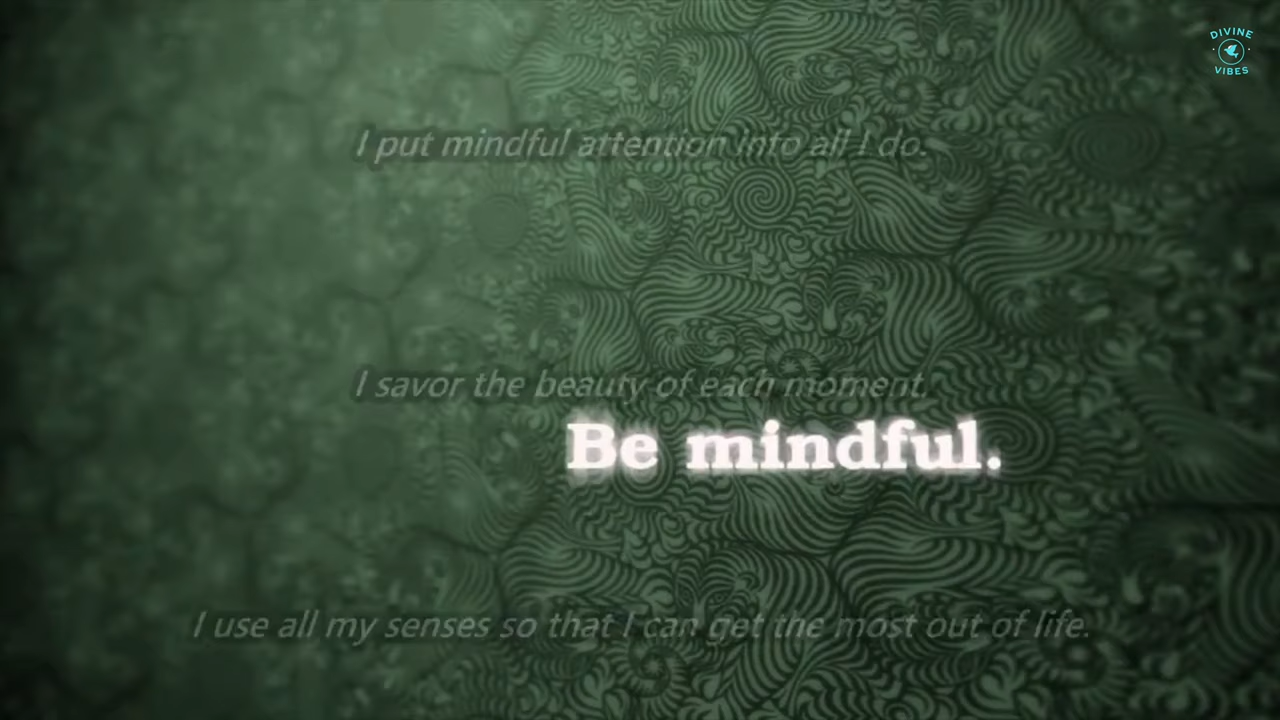 DIVINE
VIBES
I put mindful attention into all I do.
I savor the beauty of each moment.
Be mindful.
I use all my senses so that I can get the most out of life.